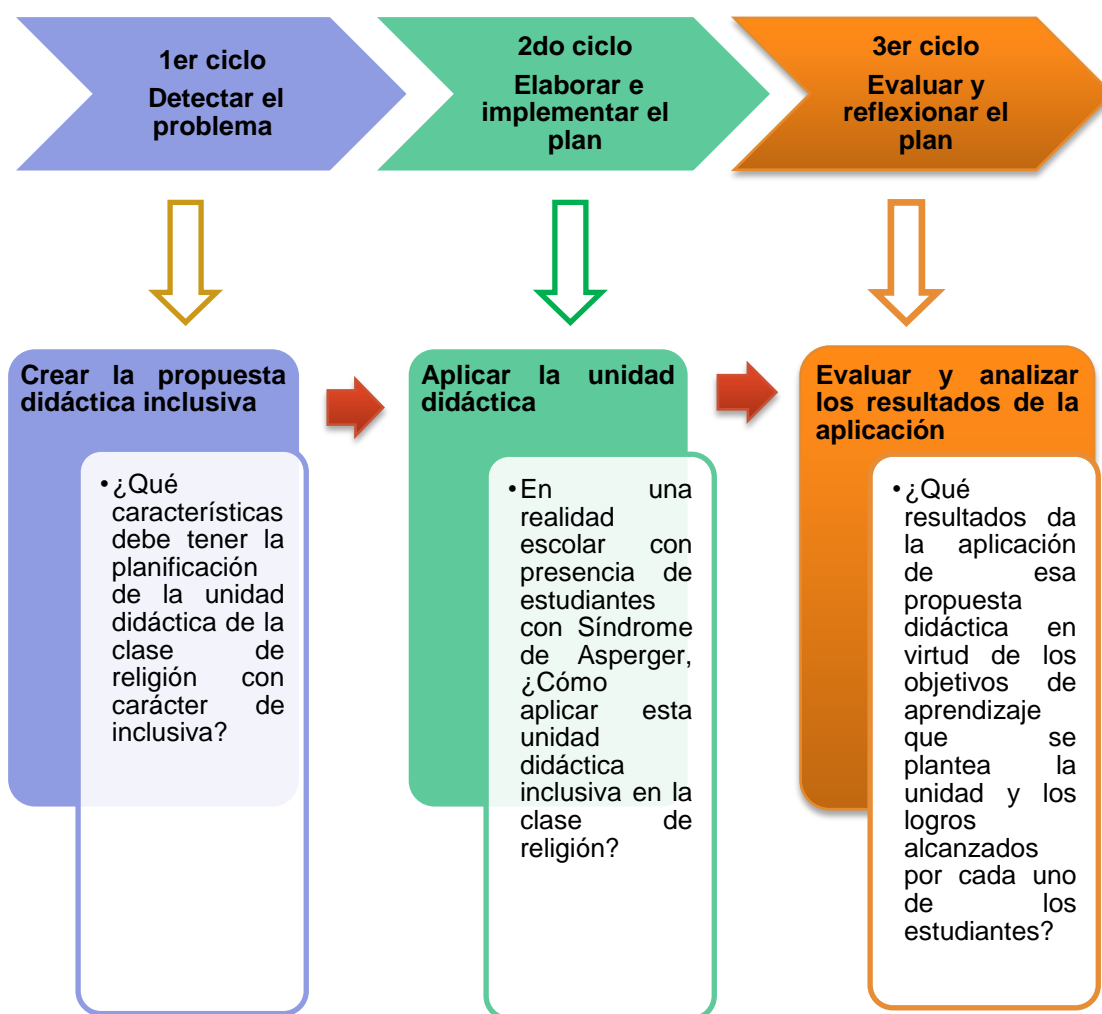 1er ciclo
Detectar el
problema
2do ciclo
Elaborar e
implementar el
plan
3er ciclo
Evaluar y
reflexionar el
plan
Crear la propuesta
didáctica inclusiva
•¿Qué
características
debe tener la
planificación
de la unidad
didáctica de la
clase de
religión con
carácter de
inclusiva?
Aplicar la unidad
didáctica
•En una
realidad
escolar con
presencia de
estudiantes
con Síndrome
de Asperger,
¿Cómo
aplicar esta
unidad
didáctica
inclusiva en la
clase de
religión?
Evaluar y analizar
los resultados de la
aplicación
•¿Qué
resultados da
la aplicación
de esa
propuesta
didáctica en
virtud de los
objetivos de
aprendizaje
que se
plantea la
unidad y los
logros
alcanzados
por cada uno
de los
estudiantes?